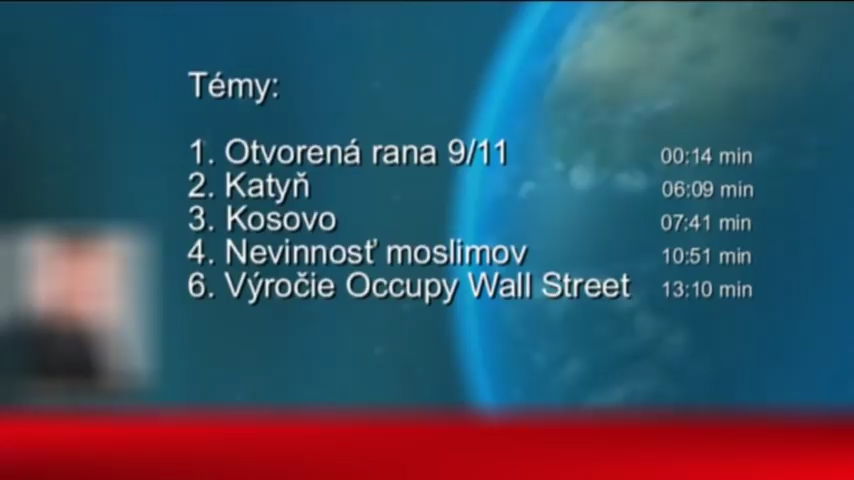 Témy:
1. Otvorená rana 9/11 00:14 min
2. Katyň 06:09 min
3. Kosovo 07:41 min
4. Nevinnosť moslimov 10:51 min
6. Výročie Occupy Wall Street 13:10 min